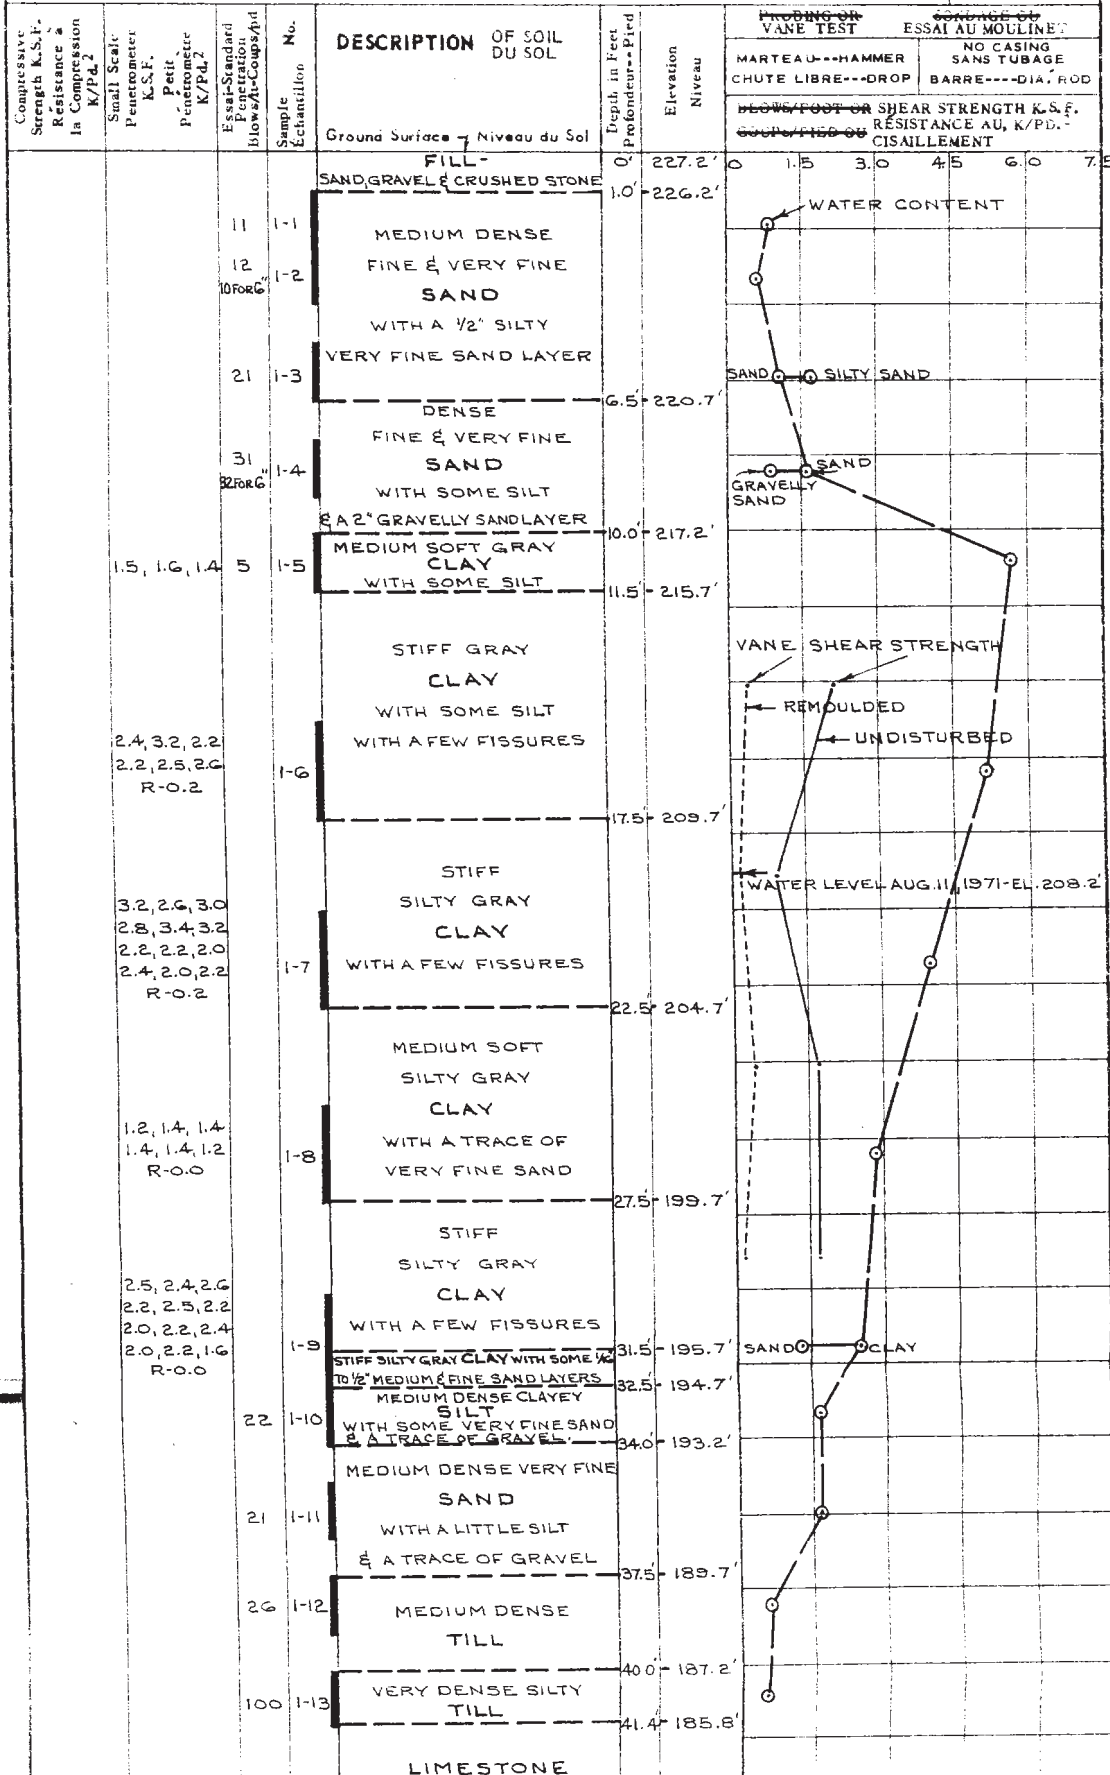 Compressive Strength K.S.F.
Résistance à la Compression K/Pd.²
Small Scale Penetrometer K.S.F.
Petit Pénétromètre K/Pd.²
Essai-Standard Penetration
Blows/ft-Coups/pd
Sample No.
Échantillon
DESCRIPTION OF SOIL
DU SOL
Ground Surface - Niveau du Sol
Depth in Feet
Profondeur--Pied
Elevation
Niveau
PROBING OR SONDAGE OU
VANE TEST ESSAI AU MOULINET
MARTEAU---HAMMER NO CASING
SANS TUBAGE
CHUTE LIBRE---DROP BARRE----DIA. ROD
BLOWS/FOOT OR SHEAR STRENGTH K.S.F.
COUPS/PIED OU RÉSISTANCE AU, K/PD.-
CISAILLEMENT
0 1.5 3.0 4.5 6.0 7.5
FILL- 0' 227.2'
SAND, GRAVEL & CRUSHED STONE 1.0' 226.2'
WATER CONTENT
11 1-1 MEDIUM DENSE
12 1-2 FINE & VERY FINE
10 FOR 6" SAND
WITH A 1/2" SILTY
VERY FINE SAND LAYER
21 1-3 SAND SILTY SAND
6.5' 220.7'
DENSE
FINE & VERY FINE
31 1-4 SAND SAND
32 FOR 6" WITH SOME SILT GRAVELLY
SAND
& A 2" GRAVELLY SAND LAYER
10.0' 217.2'
MEDIUM SOFT GRAY
1.5, 1.6, 1.4 5 1-5 CLAY
WITH SOME SILT 11.5' 215.7'
STIFF GRAY VANE SHEAR STRENGTH
CLAY
WITH SOME SILT REMOULDED
2.4, 3.2, 2.2 WITH A FEW FISSURES UNDISTURBED
2.2, 2.5, 2.6 1-6
R-0.2
17.5' 209.7'
STIFF
WATER LEVEL AUG. 11, 1971-EL. 208.2'
3.2, 2.6, 3.0 SILTY GRAY
2.8, 3.4, 3.2 CLAY
2.2, 2.2, 2.0
2.4, 2.0, 2.2 1-7 WITH A FEW FISSURES
R-0.2
22.5' 204.7'
MEDIUM SOFT
SILTY GRAY
CLAY
1.2, 1.4, 1.4
1.4, 1.4, 1.2 1-8 WITH A TRACE OF
R-0.0 VERY FINE SAND
27.5' 199.7'
STIFF
SILTY GRAY
2.5, 2.4, 2.6 CLAY
2.2, 2.5, 2.2
2.0, 2.2, 2.4 WITH A FEW FISSURES
2.0, 2.2, 1.6 1-9 31.5' 195.7' SAND CLAY
R-0.0 STIFF SILTY GRAY CLAY WITH SOME 1/16
TO 1/2" MEDIUM & FINE SAND LAYERS 32.5' 194.7'
MEDIUM DENSE CLAYEY
22 1-10 SILT
WITH SOME VERY FINE SAND
& A TRACE OF GRAVEL. 34.0' 193.2'
MEDIUM DENSE VERY FINE
SAND
21 1-11 WITH A LITTLE SILT
& A TRACE OF GRAVEL
37.5' 189.7'
26 1-12 MEDIUM DENSE
TILL
40.0' 187.2'
VERY DENSE SILTY
100 1-13 TILL
41.4' 185.8'
LIMESTONE